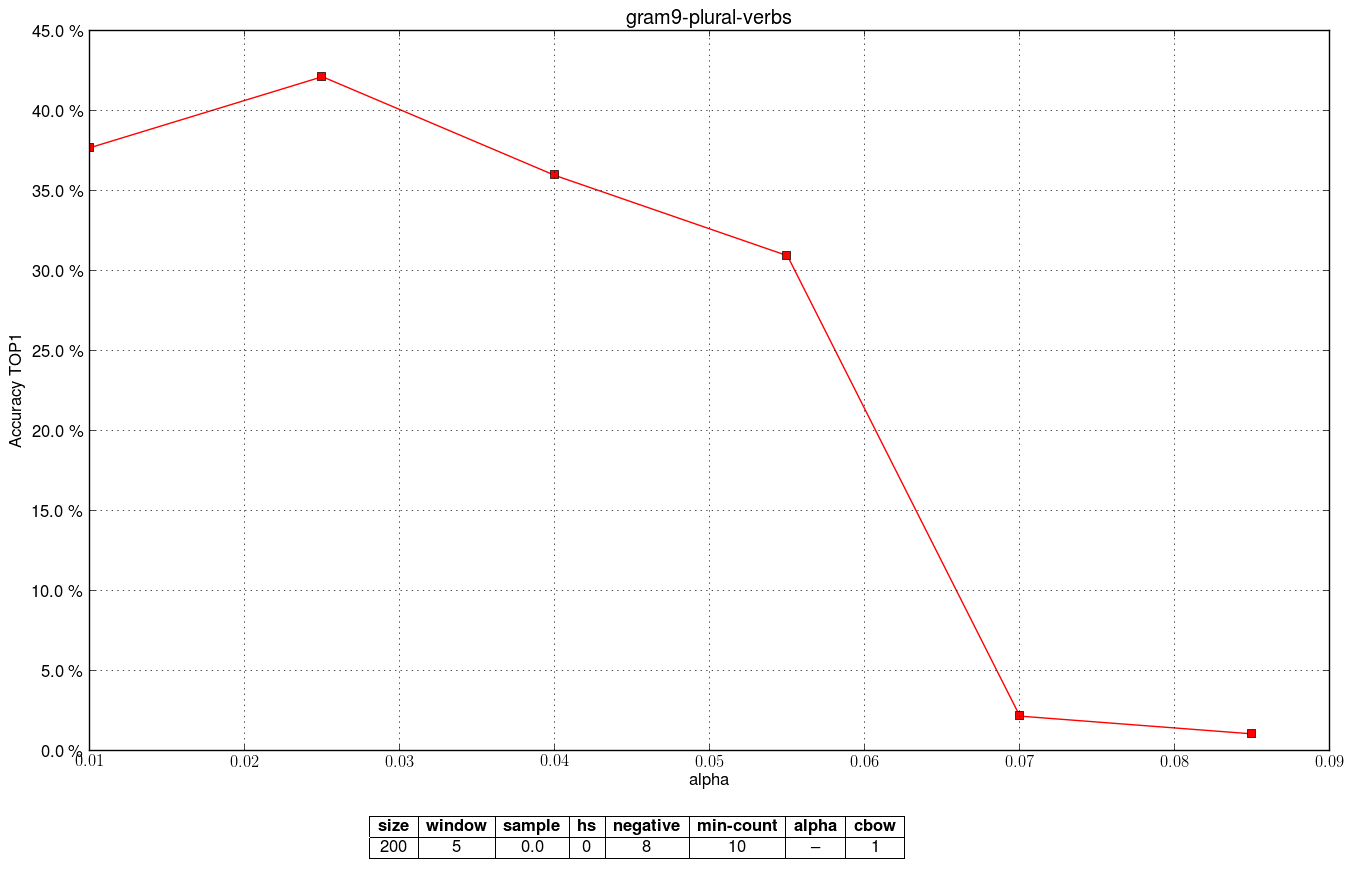 gram9-plural-verbs
45.0 %
40.0 %
35.0 %
30.0 %
25.0 %
20.0 %
15.0 %
10.0 %
5.0 %
0.0 %
Accuracy TOP1
0.01 0.02 0.03 0.04 0.05 0.06 0.07 0.08 0.09
alpha
size window sample hs negative min-count alpha cbow
200 5 0.0 0 8 10 – 1